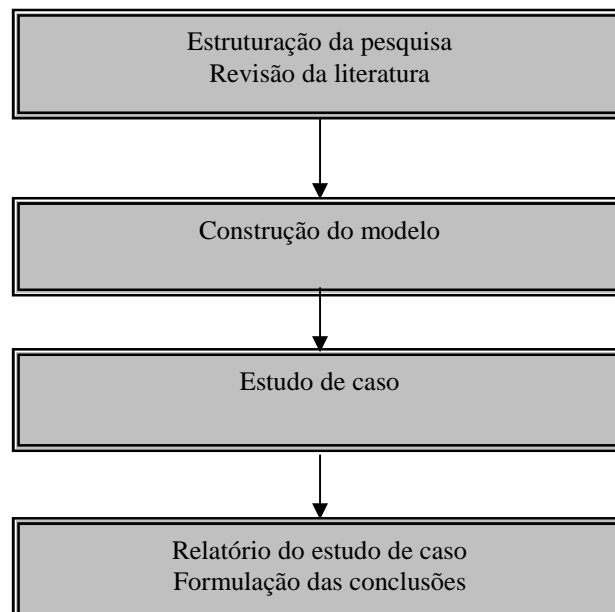 Estruturação da pesquisa
Revisão da literatura
Construção do modelo
Estudo de caso
Relatório do estudo de caso
Formulação das conclusões